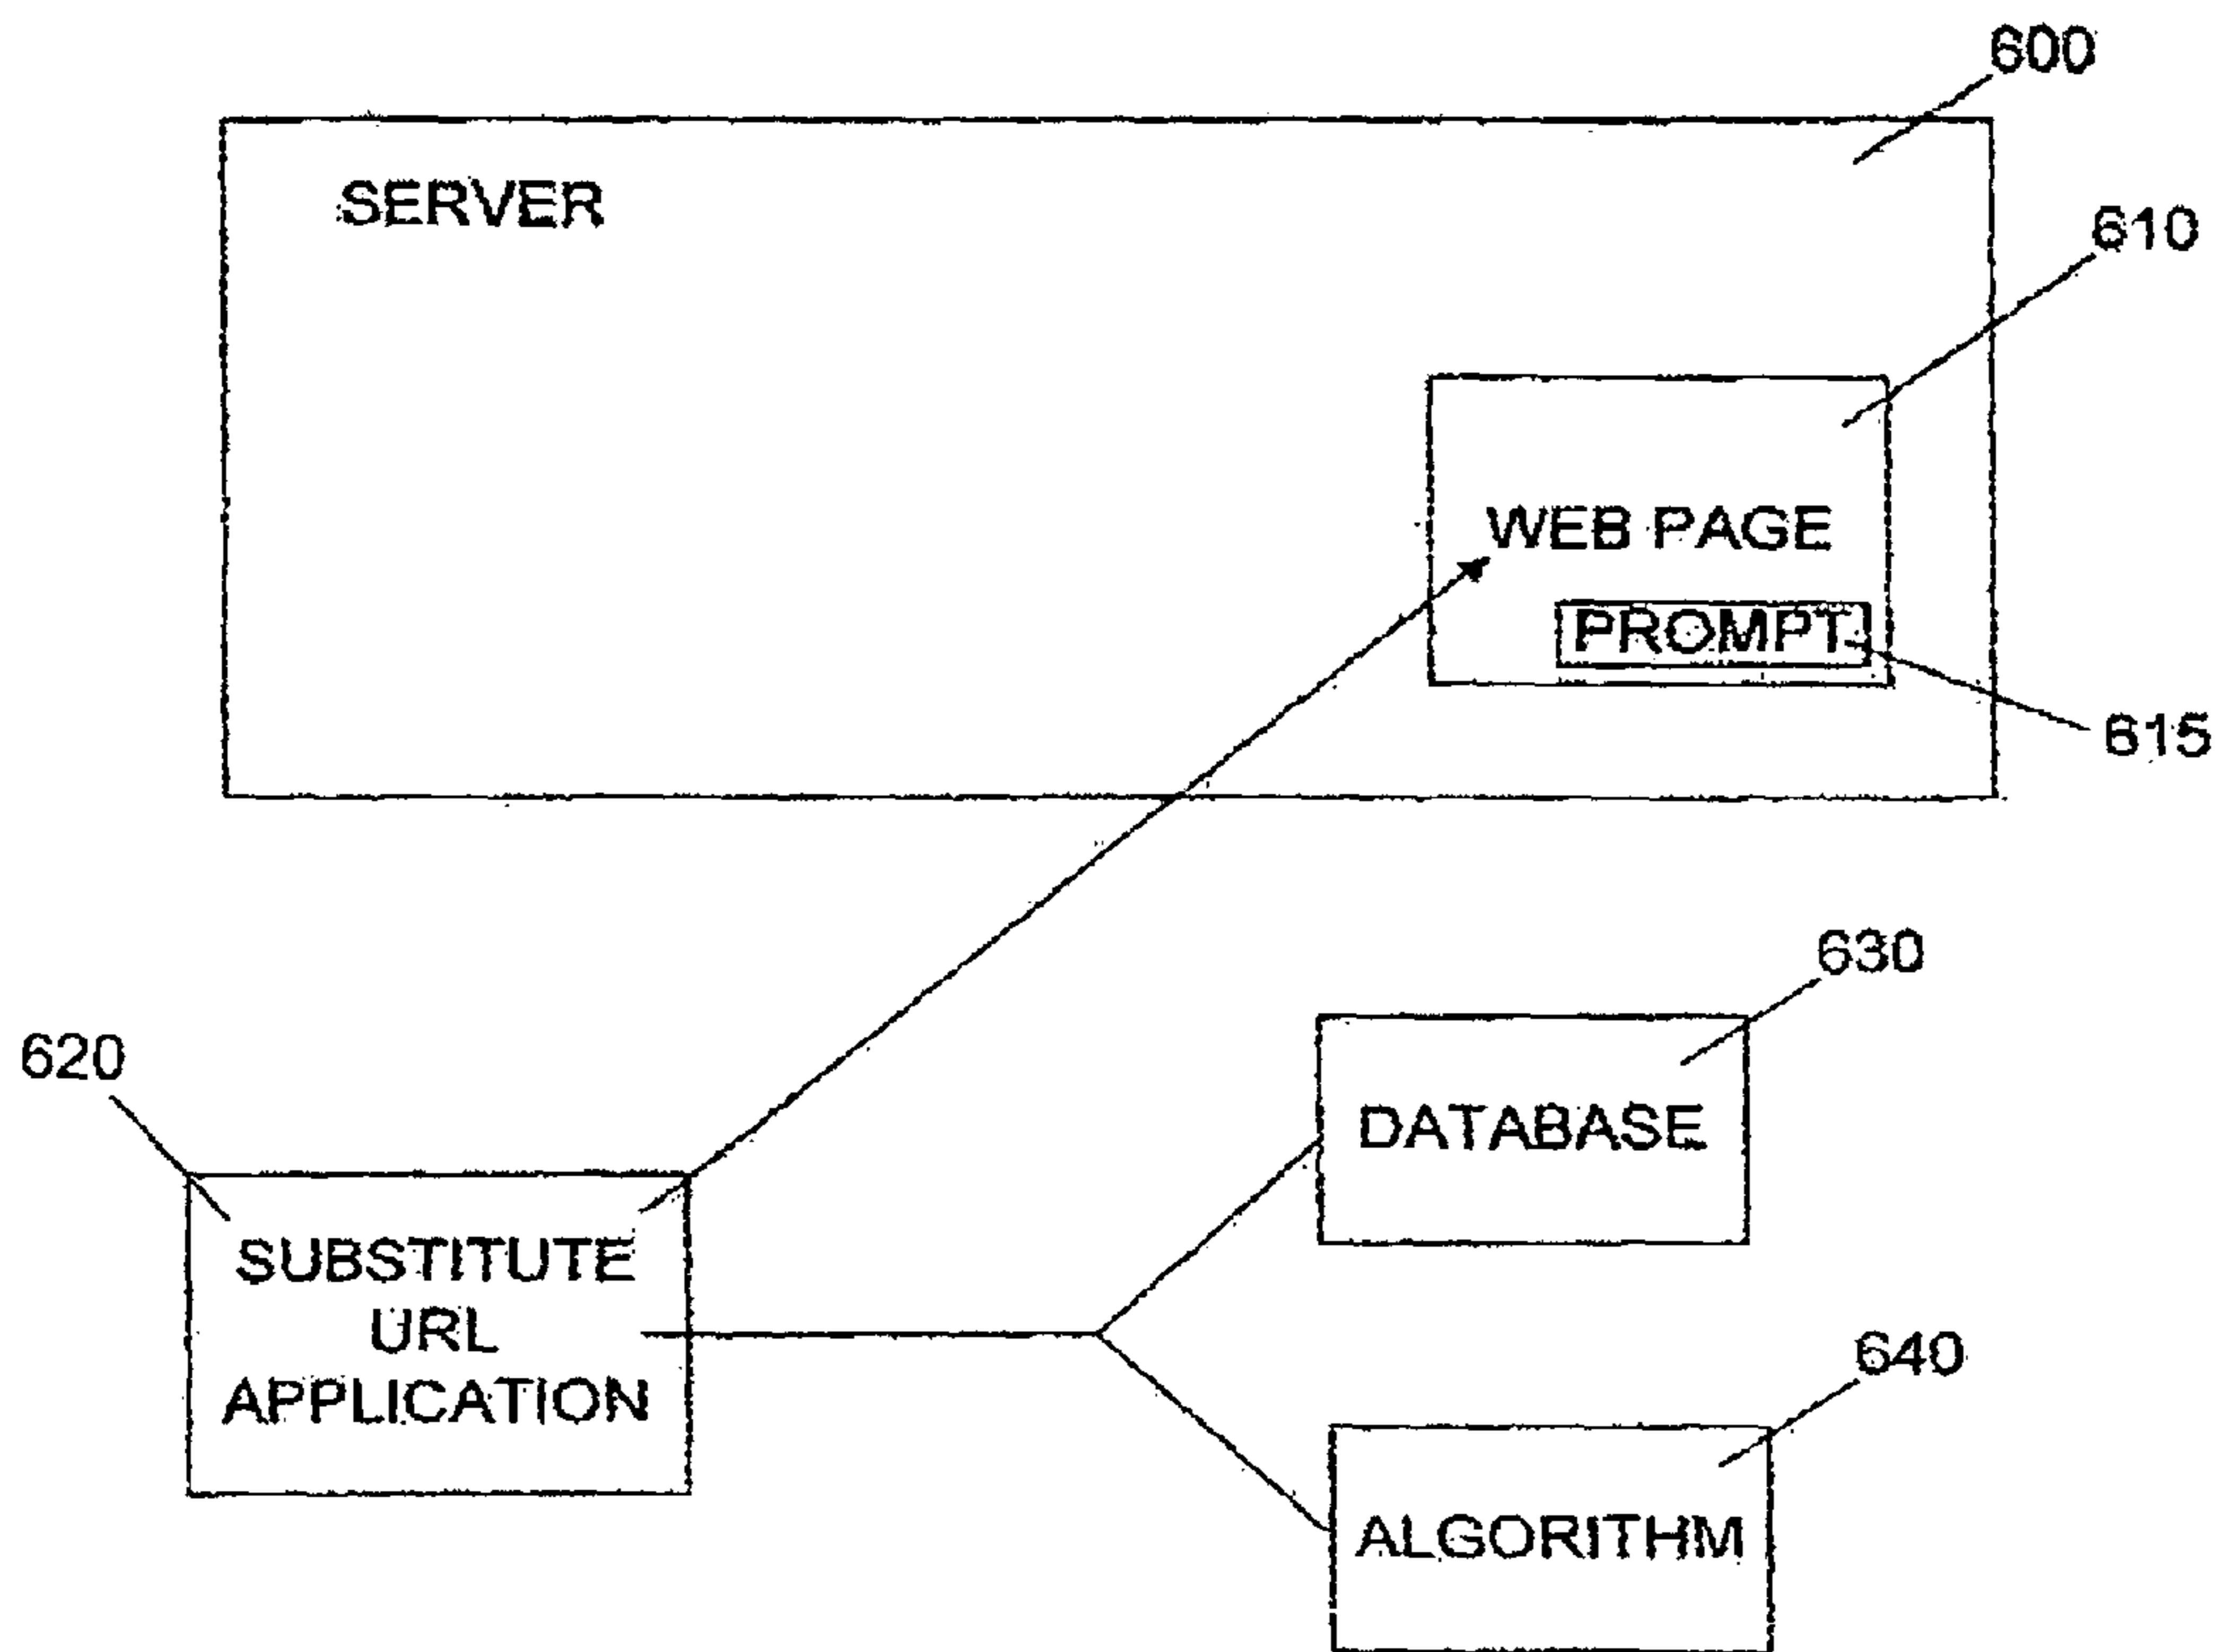 600
SERVER
610
WEB PAGE
PROMPT
615
630
620
DATABASE
SUBSTITUTE
URL
APPLICATION
640
ALGORITHM